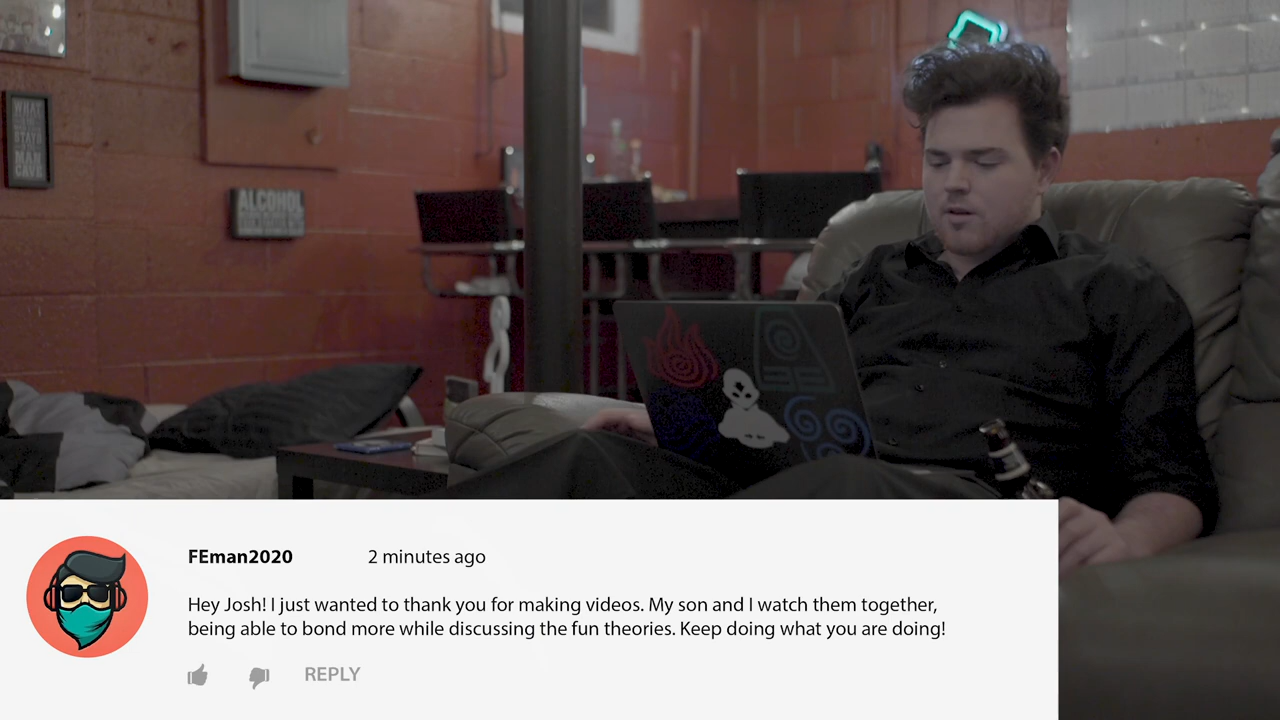 WHAT
STAYS
MAN
CAVE
ALCOHOL
FEman2020 2 minutes ago
Hey Josh! I just wanted to thank you for making videos. My son and I watch them together,
being able to bond more while discussing the fun theories. Keep doing what you are doing!
REPLY